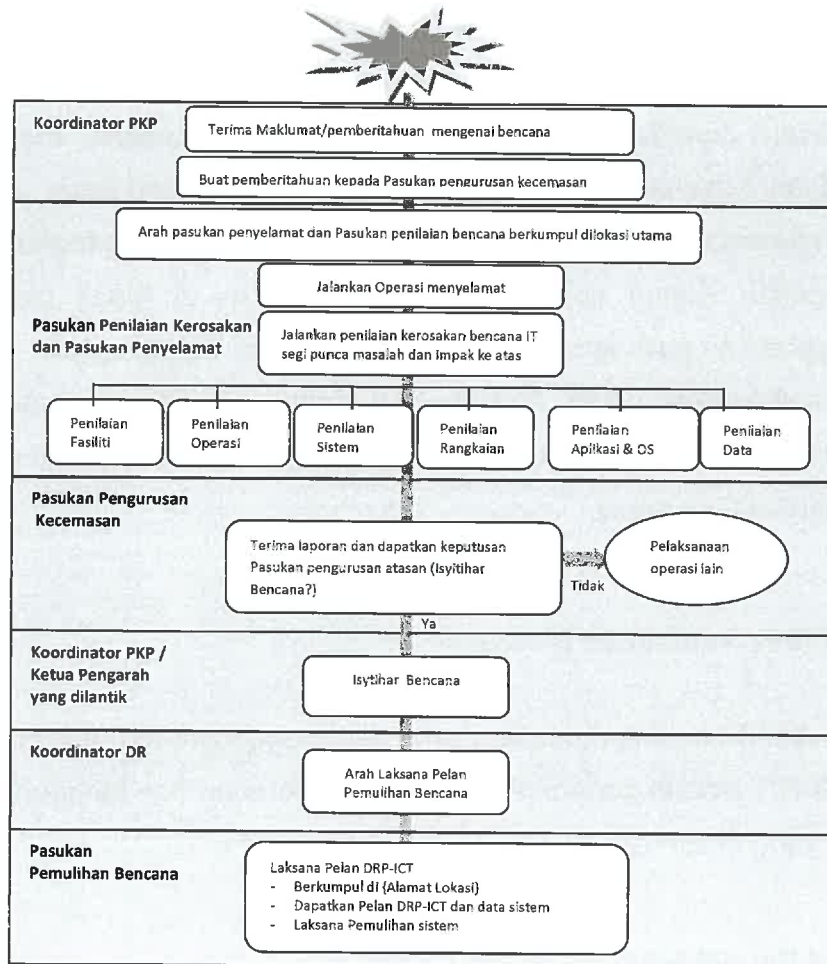 Koordinator PKP
Terima Maklumat/pemberitahuan mengenai bencana
Buat pemberitahuan kepada Pasukan pengurusan kecemasan
Arah pasukan penyelamat dan Pasukan penilaian bencana berkumpul dilokasi utama
Jalankan Operasi menyelamat
Pasukan Penilaian Kerosakan
dan Pasukan Penyelamat
Jalankan penilaian kerosakan bencana IT
segi punca masalah dan impak ke atas
Penilaian
Fasiliti
Penilaian
Operasi
Penilaian
Sistem
Penilaian
Rangkaian
Penilaian
Aplikasi & OS
Penilaian
Data
Pasukan Pengurusan
Kecemasan
Terima laporan dan dapatkan keputusan
Pasukan pengurusan atasan (Isyitihar
Bencana?)
Tidak
Pelaksanaan
operasi lain
Ya
Koordinator PKP /
Ketua Pengarah
yang dilantik
Isytihar Bencana
Koordinator DR
Arah Laksana Pelan
Pemulihan Bencana
Pasukan
Pemulihan Bencana
Laksana Pelan DRP-ICT
- Berkumpul di {Alamat Lokasi}
- Dapatkan Pelan DRP-ICT dan data sistem
- Laksana Pemulihan sistem